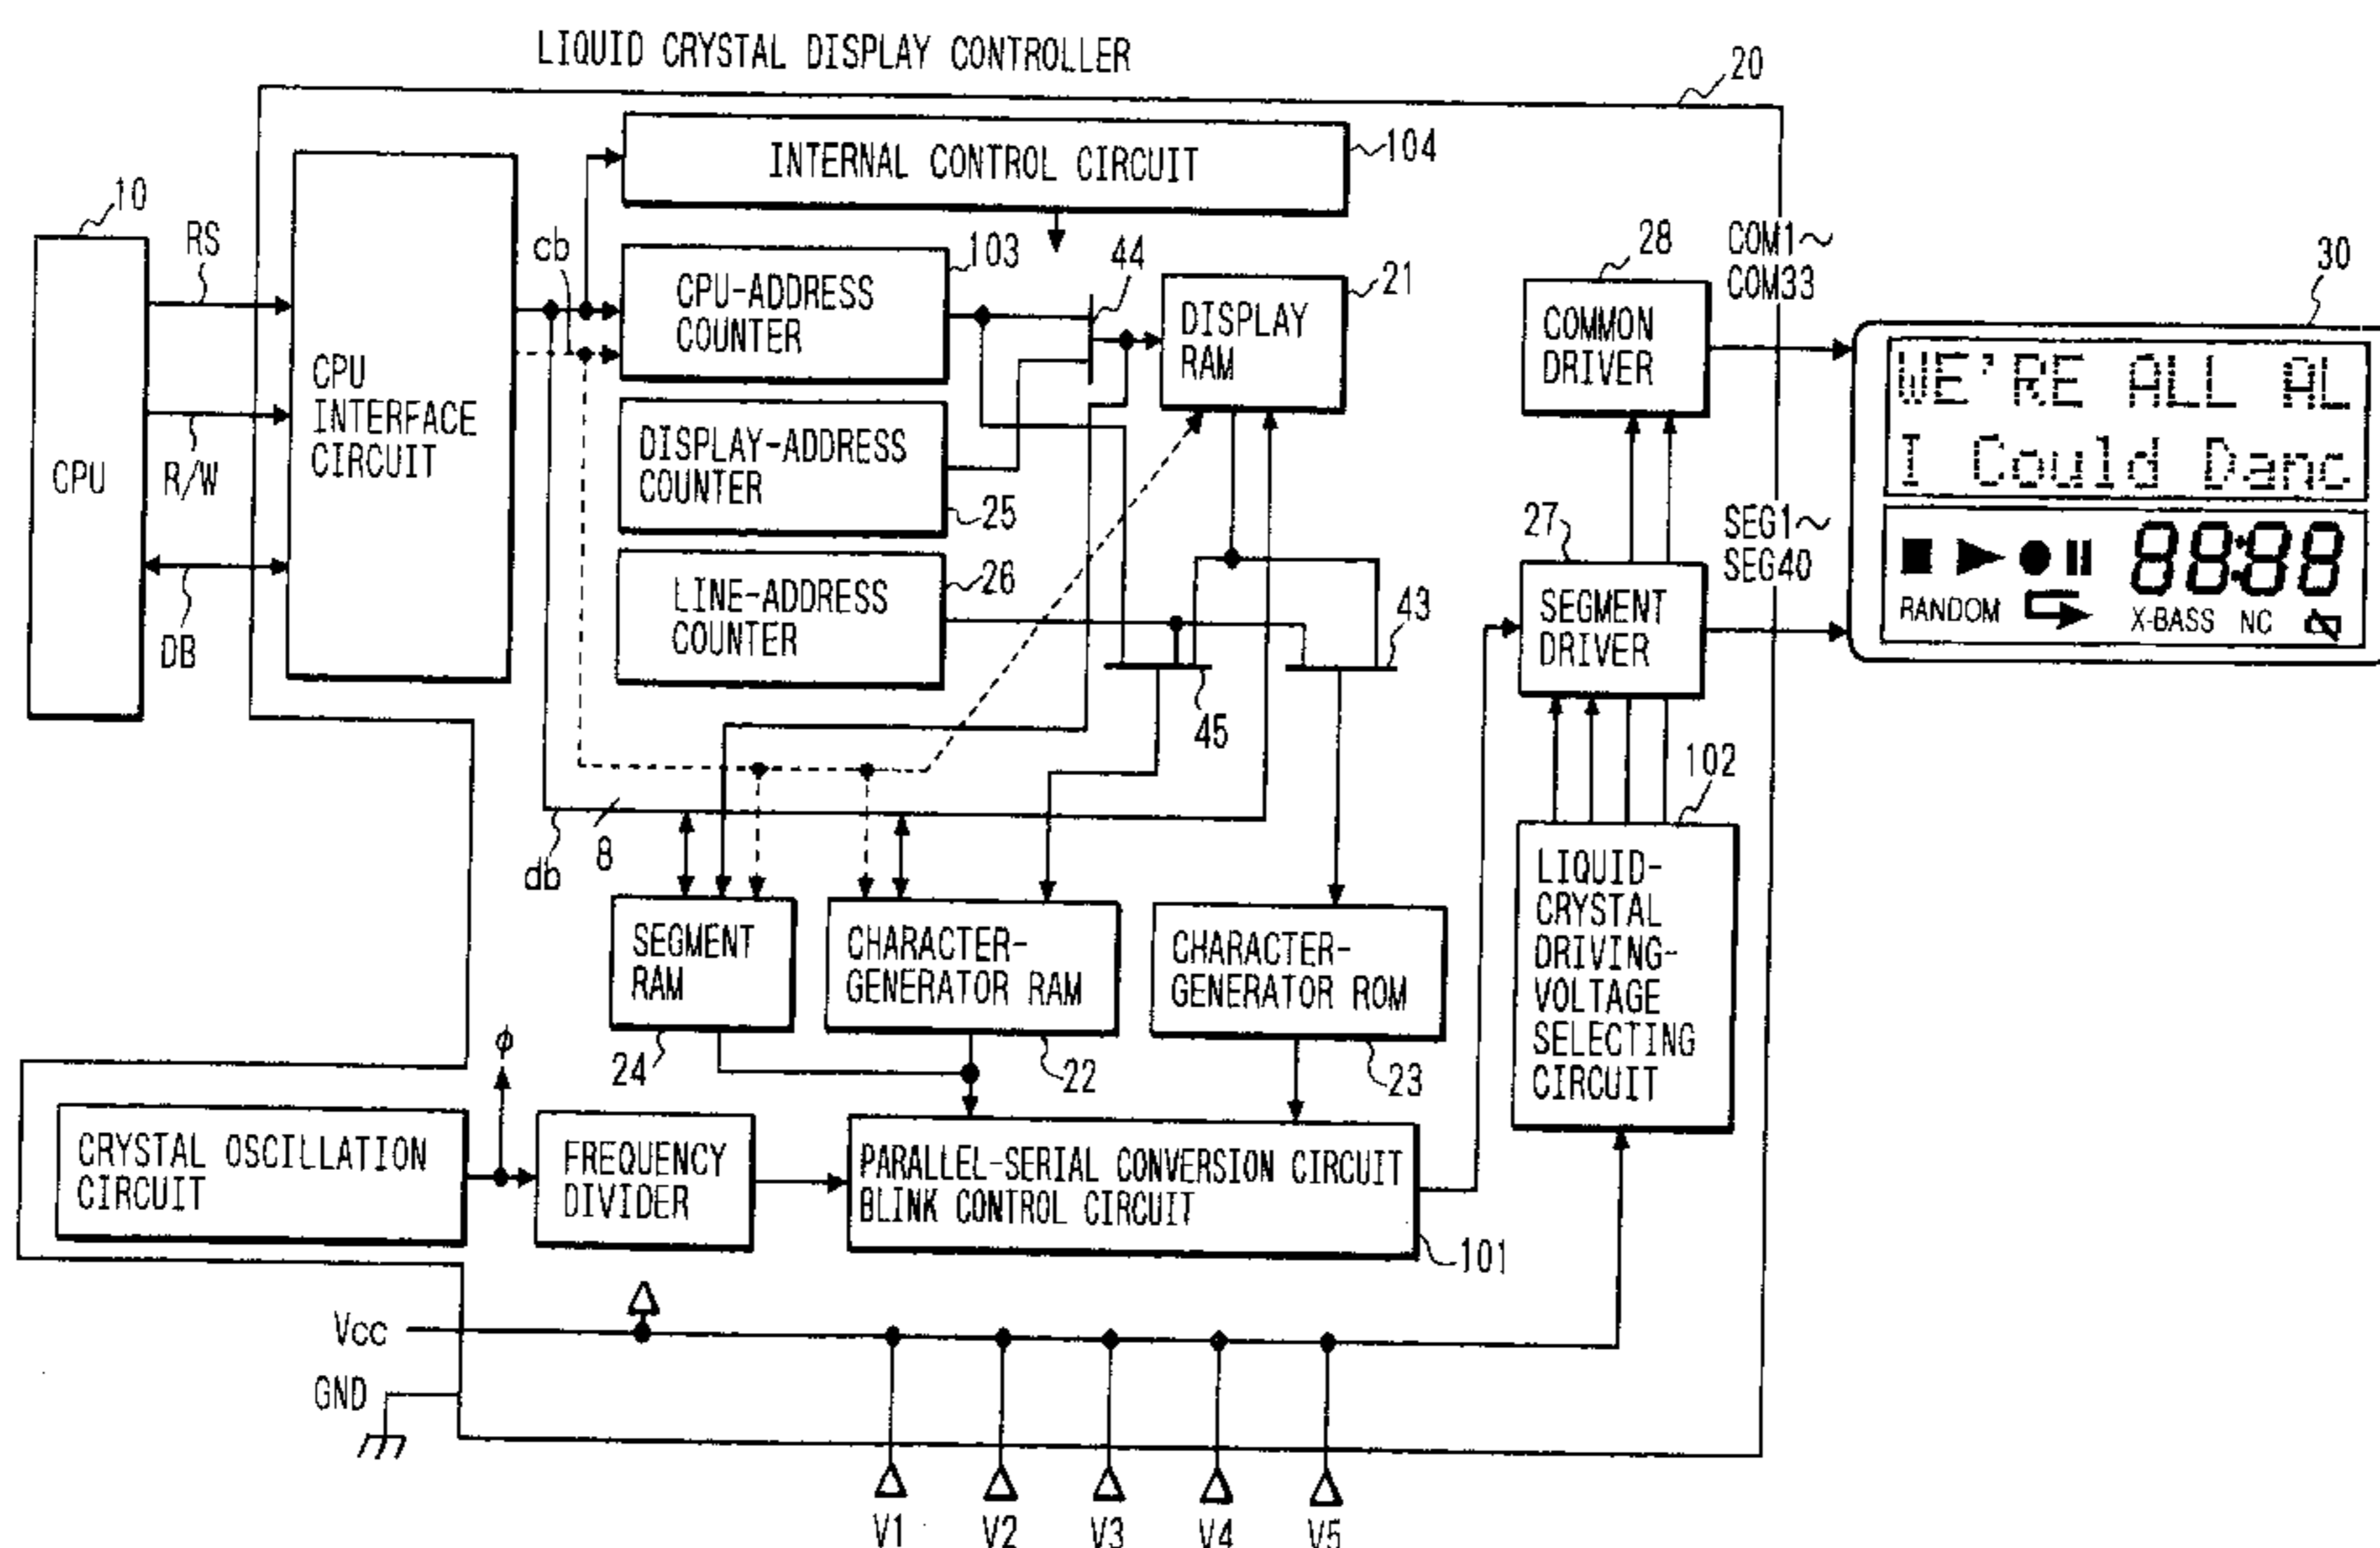 LIQUID CRYSTAL DISPLAY CONTROLLER
20
INTERNAL CONTROL CIRCUIT
104
10
RS
cb
CPU-ADDRESS
COUNTER
103
44
DISPLAY
RAM
21
28
COM1~
COM33
30
COMMON
DRIVER
WE'RE ALL AL
I Could Danc
CPU
R/W
DB
CPU
INTERFACE
CIRCUIT
DISPLAY-ADDRESS
COUNTER
25
LINE-ADDRESS
COUNTER
26
45
43
27
SEG1~
SEG40
SEGMENT
DRIVER
88:88
RANDOM
X-BASS
NC
102
db
8
SEGMENT
RAM
24
CHARACTER-
GENERATOR RAM
22
CHARACTER-
GENERATOR ROM
23
LIQUID-
CRYSTAL
DRIVING-
VOLTAGE
SELECTING
CIRCUIT
ϕ
CRYSTAL OSCILLATION
CIRCUIT
FREQUENCY
DIVIDER
PARALLEL-SERIAL CONVERSION CIRCUIT
BLINK CONTROL CIRCUIT
101
Vcc
GND
V1
V2
V3
V4
V5